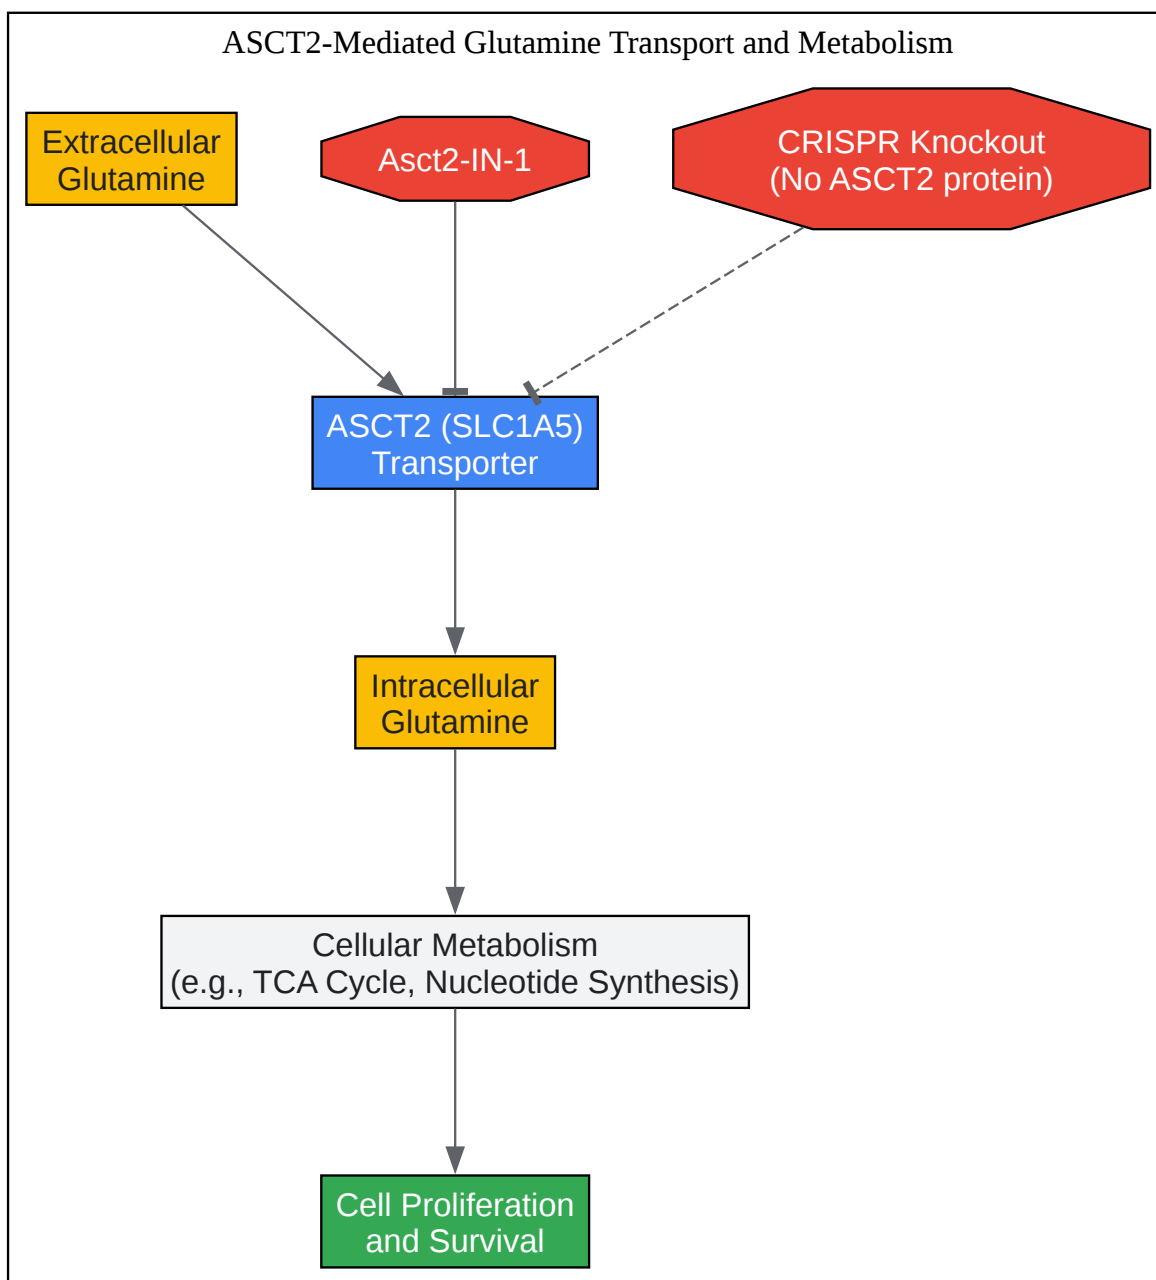 ASCT2-Mediated Glutamine Transport and Metabolism
Extracellular
Glutamine
Asct2-IN-1
CRISPR Knockout
(No ASCT2 protein)
ASCT2 (SLC1A5)
Transporter
Intracellular
Glutamine
Cellular Metabolism
(e.g., TCA Cycle, Nucleotide Synthesis)
Cell Proliferation
and Survival